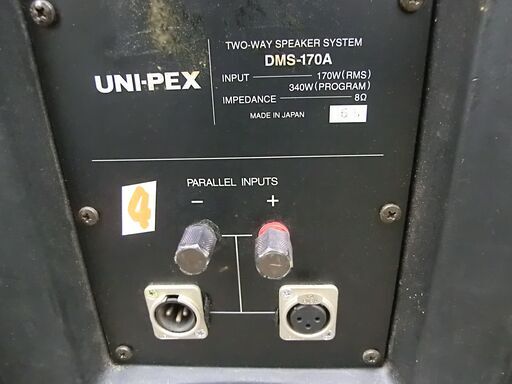 TWO-WAY SPEAKER SYSTEM
DMS-170A
UNI-PEX
INPUT 170W(RMS)
340W(PROGRAM)
IMPEDANCE 8Ω
MADE IN JAPAN
PARALLEL INPUTS
− +
4